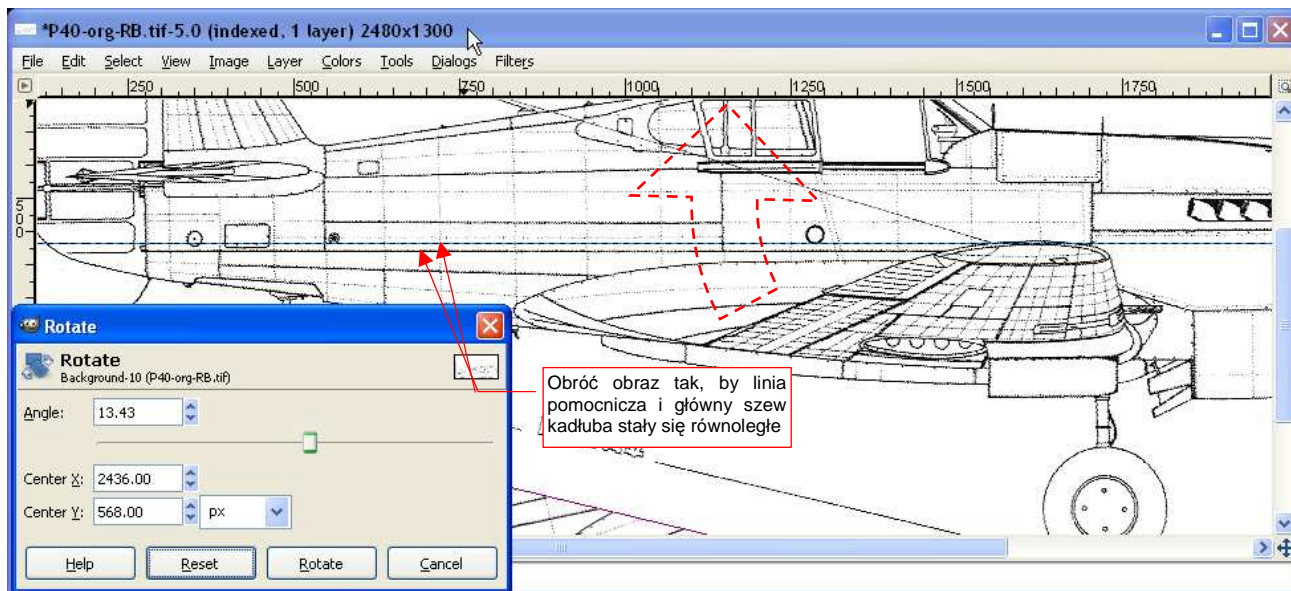 *P40-org-RB.tif-5.0 (indexed, 1 layer) 2480x1300
File Edit Select View Image Layer Colors Tools Dialogs Filters
250 500 750 1000 1250 1500 1750
5
0
0
Rotate
Rotate
Background-10 (P40-org-RB.tif)
Angle: 13.43
Center X: 2436.00
Center Y: 568.00 px
Help Reset Rotate Cancel
Obróć obraz tak, by linia
pomocnicza i główny szew
kadłuba stały się równoległe